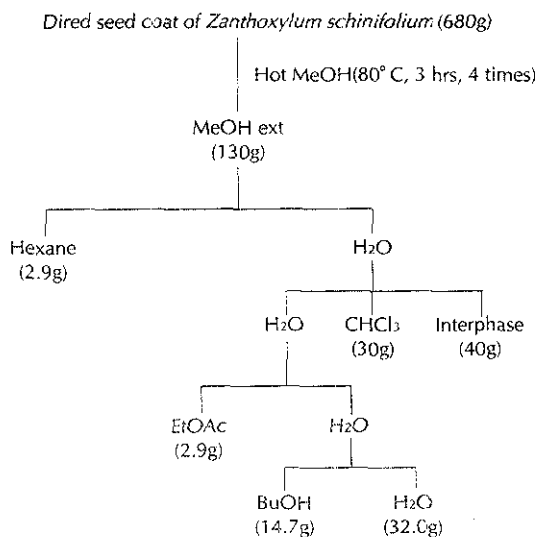 Dired seed coat of Zanthoxylum schinifolium (680g)
Hot MeOH(80° C, 3 hrs, 4 times)
MeOH ext
(130g)
Hexane
(2.9g)
H₂O
H₂O
CHCl₃
(30g)
Interphase
(40g)
EtOAc
(2.9g)
H₂O
BuOH
(14.7g)
H₂O
(32.0g)